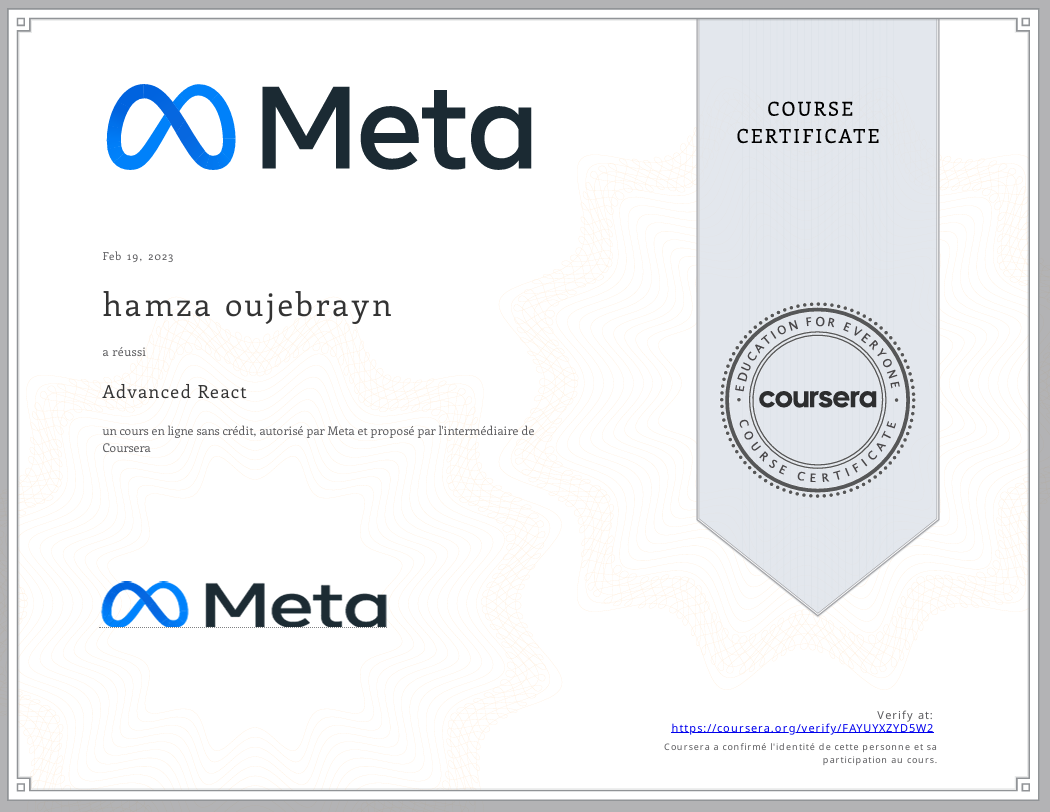 Meta
COURSE
CERTIFICATE
Feb 19, 2023
hamza oujebrayn
a réussi
Advanced React
un cours en ligne sans crédit, autorisé par Meta et proposé par l'intermédiaire de
Coursera
EDUCATION FOR EVERYONE
coursera
COURSE CERTIFICATE
Meta
Verify at:
https://coursera.org/verify/FAYUYXZYD5W2
Coursera a confirmé l'identité de cette personne et sa
participation au cours.